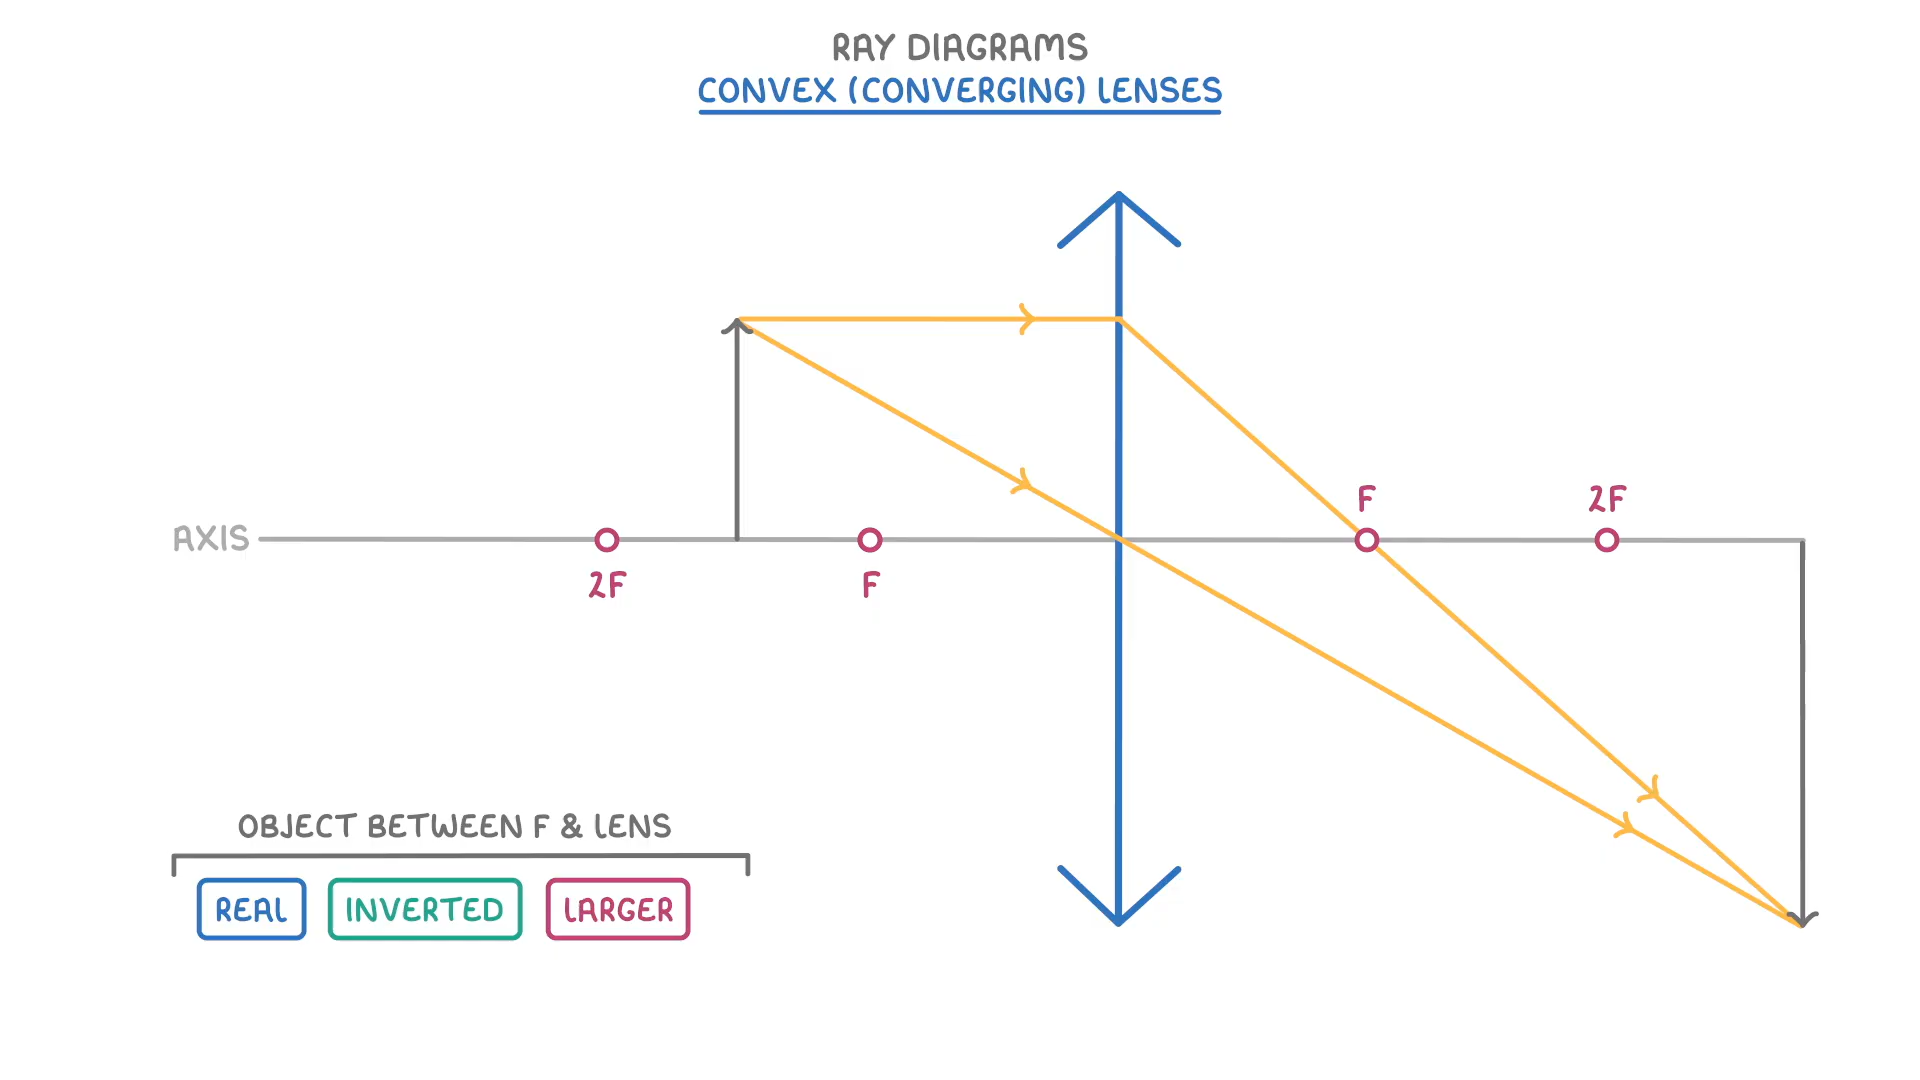 RAY DIAGRAMS
CONVEX (CONVERGING) LENSES
F
2F
AXIS
2F
F
OBJECT BETWEEN F & LENS
REAL
INVERTED
LARGER